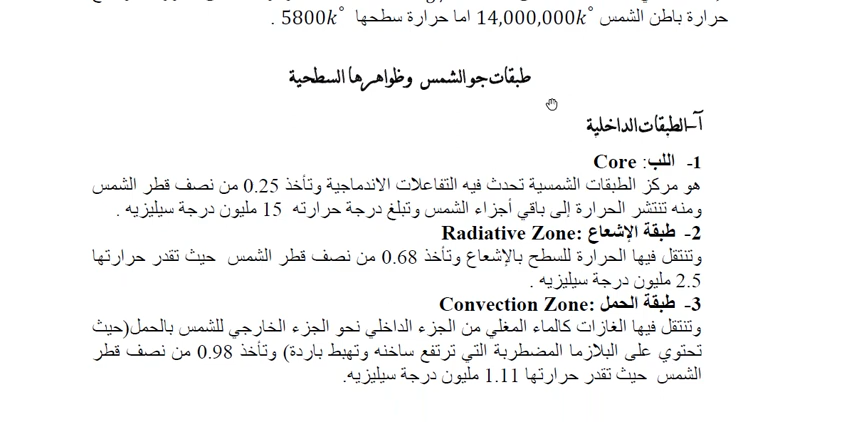 حرارة باطن الشمس 14,000,000k° اما حرارة سطحها 5800k° .
طبقات جو الشمس وظواهرها السطحية
آ-الطبقات الداخلية
1- اللب: Core
هو مركز الطبقات الشمسية تحدث فيه التفاعلات الاندماجية وتأخذ 0.25 من نصف قطر الشمس
ومنه تنتشر الحرارة إلى باقي أجزاء الشمس وتبلغ درجة حرارته 15 مليون درجة سيليزيه .
2- طبقة الإشعاع :Radiative Zone
وتنتقل فيها الحرارة للسطح بالإشعاع وتأخذ 0.68 من نصف قطر الشمس حيث تقدر حرارتها
2.5 مليون درجة سيليزيه .
3- طبقة الحمل :Convection Zone
وتنتقل فيها الغازات كالماء المغلي من الجزء الداخلي نحو الجزء الخارجي للشمس بالحمل(حيث
تحتوي على البلازما المضطربة التي ترتفع ساخنه وتهبط باردة) وتأخذ 0.98 من نصف قطر
الشمس حيث تقدر حرارتها 1.11 مليون درجة سيليزيه.